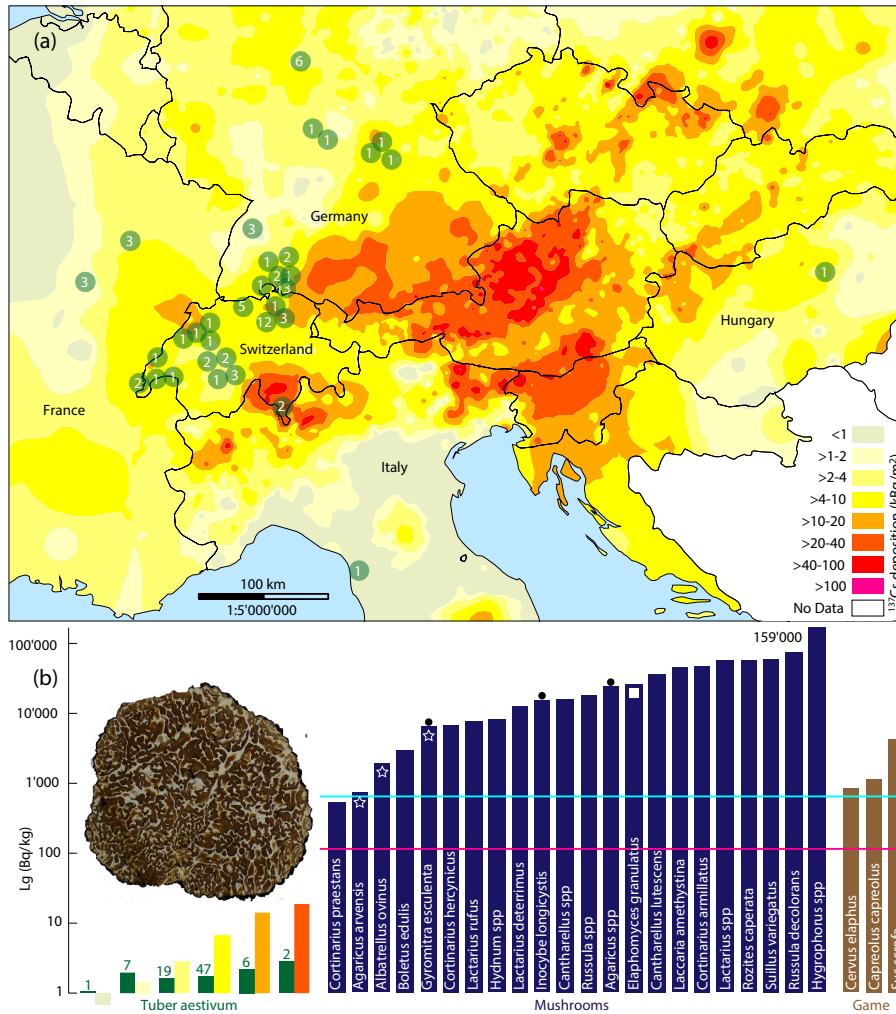 (a)
6
1
1
1
1
1
Germany
3
3
3
1
2
2
1
1
13
5
1
12
3
1
Hungary
1
1
1
1
Switzerland
1
2
2
2
1
1
1
3
2
France
Italy
1
<1
>1-2
>2-4
>4-10
>10-20
>20-40
>40-100
>100
No Data
137Cs deposition (kBq/m2)
100 km
1:5'000'000
(b)
Lg (Bq/kg)
100'000
10'000
1'000
100
10
1
159'000
1
7
19
47
6
2
Tuber aestivum
Cortinarius praestans
Agaricus arvensis
Albatrellus ovinus
Boletus edulis
Gyromitra esculenta
Cortinarius hercynicus
Lactarius rufus
Hydnum spp
Lactarius deterrimus
Inocybe longicystis
Cantharellus spp
Russula spp
Agaricus spp
Elaphomyces granulatus
Cantharellus lutescens
Laccaria amethystina
Cortinarius armillatus
Lactarius spp
Rozites caperata
Suillus variegatus
Russula decolorans
Hygrophorus spp
Mushrooms
Cervus elaphus
Capreolus capreolus
Game